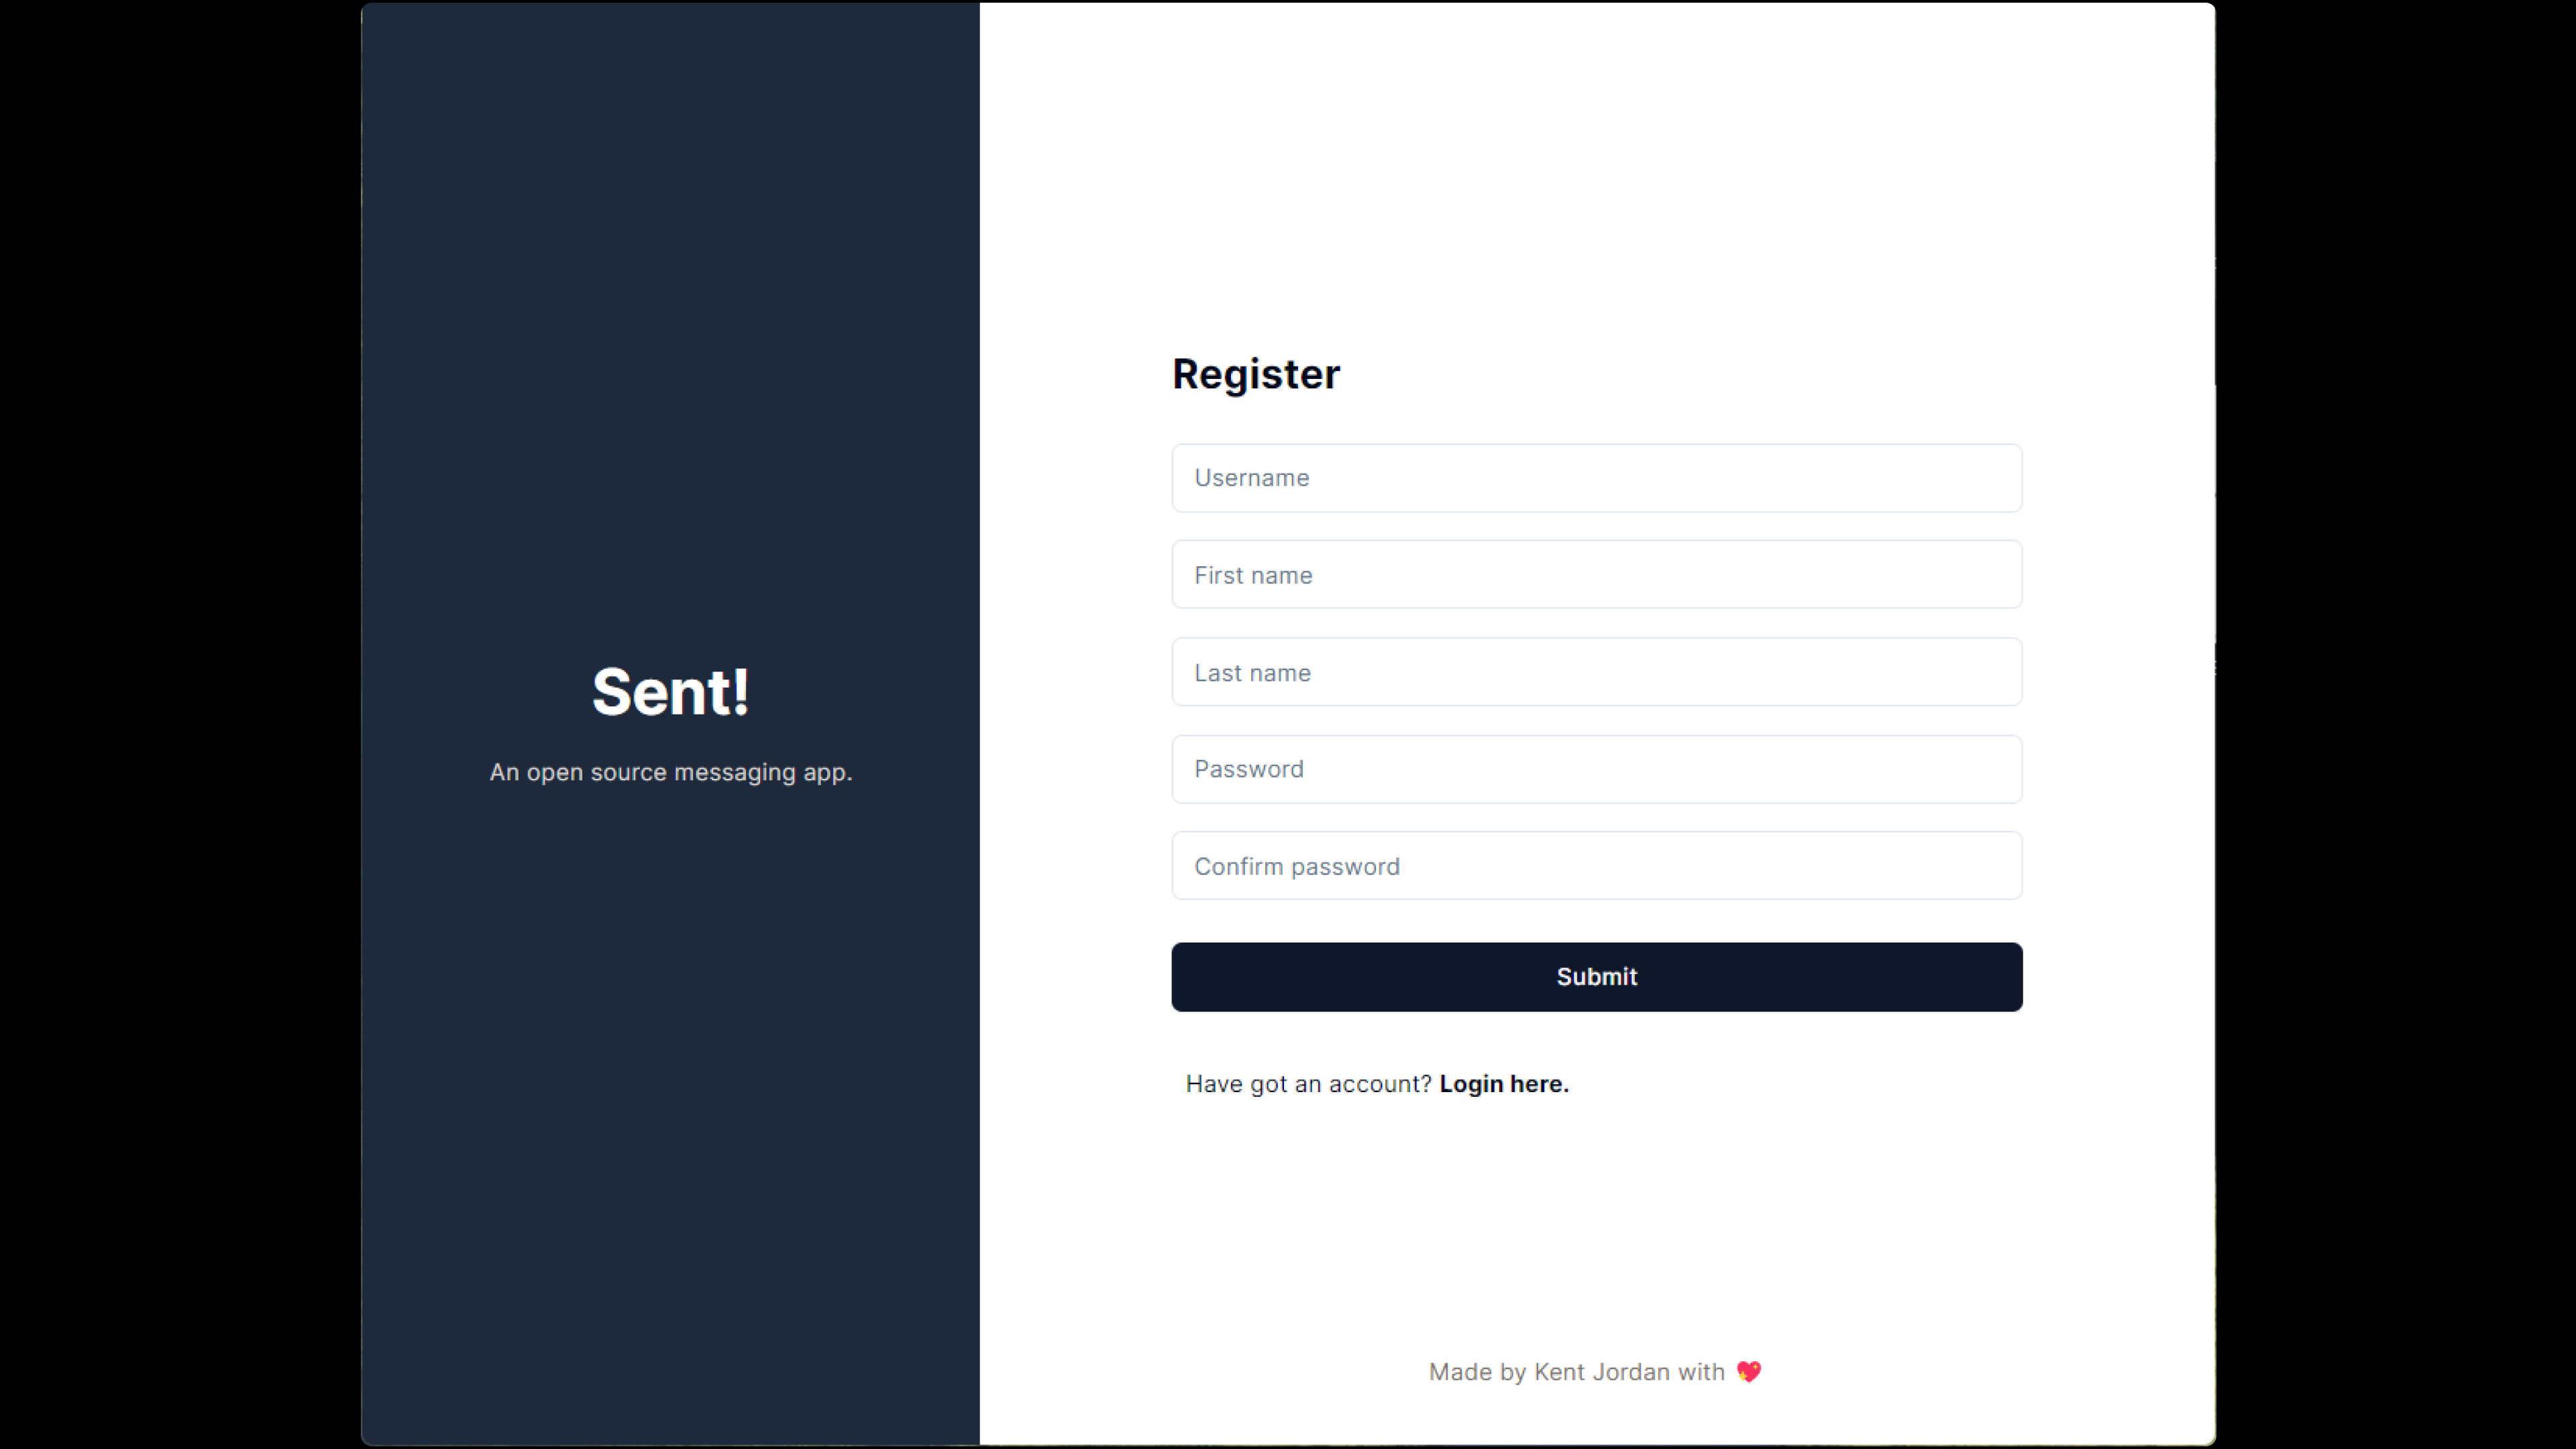 Sent!
An open source messaging app.
Register
Username
First name
Last name
Password
Confirm password
Submit
Have got an account? Login here.
Made by Kent Jordan with 💖